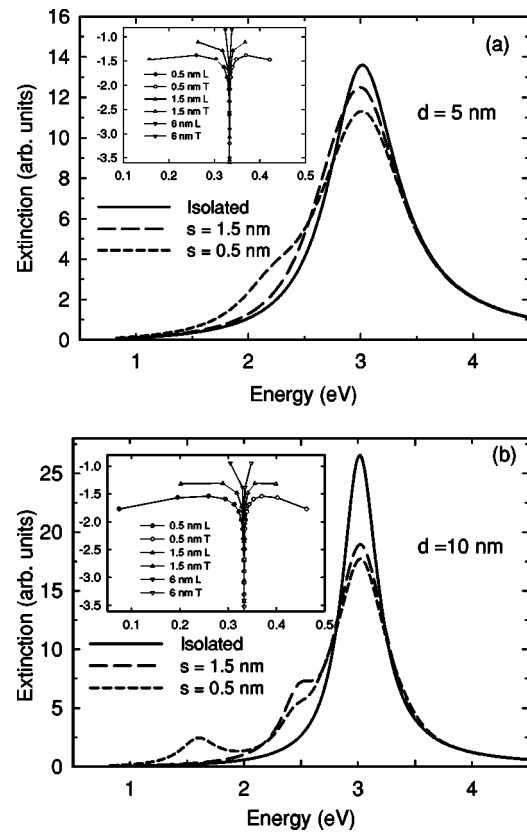 16
14
12
10
8
6
4
2
0
Extinction (arb. units)
(a)
d = 5 nm
-1.0
-1.5
-2.0
-2.5
-3.0
-3.5
0.1 0.2 0.3 0.4 0.5
0.5 nm L
0.5 nm T
1.5 nm L
1.5 nm T
6 nm L
6 nm T
Isolated
s = 1.5 nm
s = 0.5 nm
1 2 3 4
Energy (eV)
25
20
15
10
5
0
Extinction (arb. units)
(b)
d =10 nm
-1.0
-1.5
-2.0
-2.5
-3.0
-3.5
0.1 0.2 0.3 0.4 0.5
0.5 nm L
0.5 nm T
1.5 nm L
1.5 nm T
6 nm L
6 nm T
Isolated
s = 1.5 nm
s = 0.5 nm
1 2 3 4
Energy (eV)